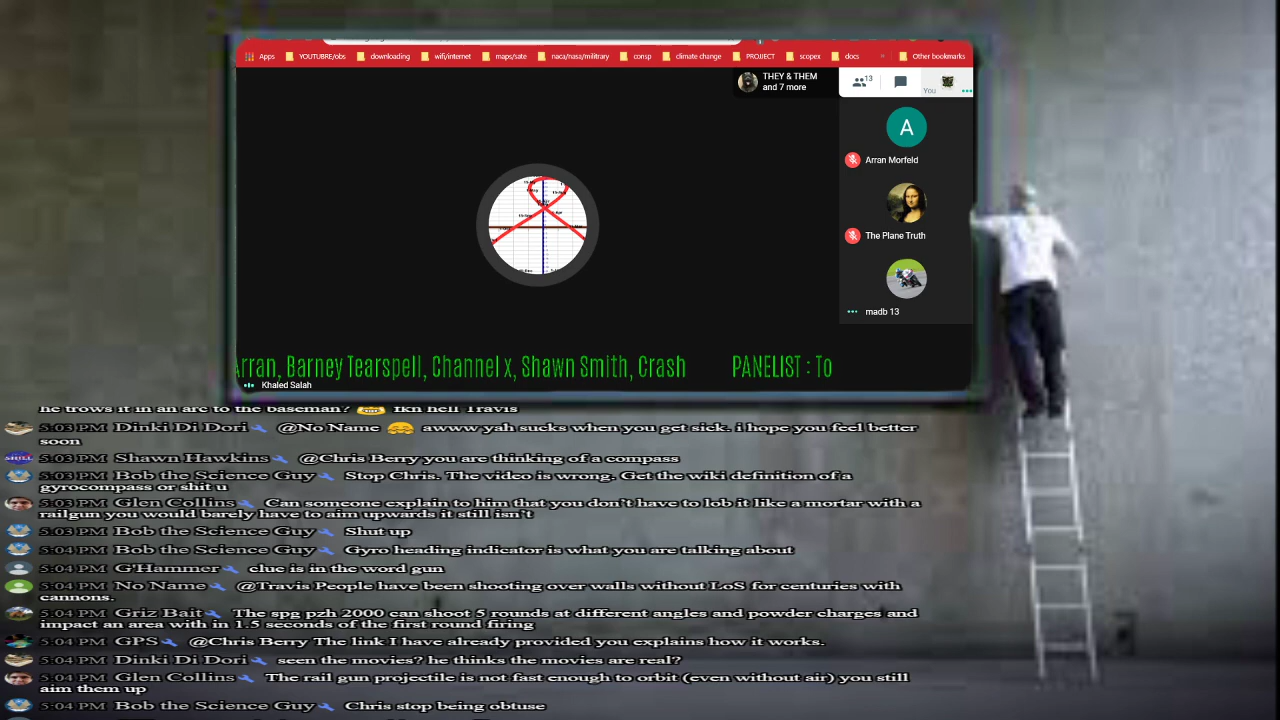 Apps YOUTUBRE/obs downloading wifi/internet maps/sate naca/nasa/militrary consp climate change PROJJECT scopex docs Other bookmarks
THEY & THEM
and 7 more
13
You
A
Arran Morfeld
The Plane Truth
madb 13
Arran, Barney Tearspell, Channel x, Shawn Smith, Crash PANELIST : To
Khaled Salah
he trows it in an arc to the baseman? fkn hell Travis
5:03 PM Dinki Di Dori @No Name awww yah sucks when you get sick. i hope you feel better
soon
5:03 PM Shawn Hawkins @Chris Berry you are thinking of a compass
5:03 PM Bob the Science Guy Stop Chris. The video is wrong. Get the wiki definition of a
gyrocompass or shit u
5:03 PM Glen Collins Can someone explain to him that you don't have to lob it like a mortar with a
railgun you would barely have to aim upwards it still isn't
5:03 PM Bob the Science Guy Shut up
5:04 PM Bob the Science Guy Gyro heading indicator is what you are talking about
5:04 PM G'Hammer clue is in the word gun
5:04 PM No Name @Travis People have been shooting over walls without LoS for centuries with
cannons.
5:04 PM Griz Bait The spg pzh 2000 can shoot 5 rounds at different angles and powder charges and
impact an area with in 1.5 seconds of the first round firing
5:04 PM GPS @Chris Berry The link I have already provided you explains how it works.
5:04 PM Dinki Di Dori seen the movies? he thinks the movies are real?
5:04 PM Glen Collins The rail gun projectile is not fast enough to orbit (even without air) you still
aim them up
5:04 PM Bob the Science Guy Chris stop being obtuse